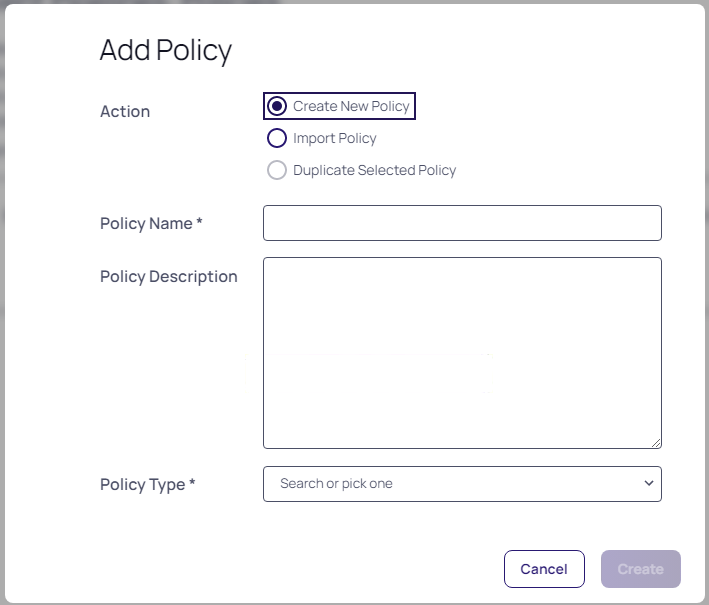 Add Policy
Action
Create New Policy
Import Policy
Duplicate Selected Policy
Policy Name *
Policy Description
Policy Type *
Search or pick one
Cancel
Create